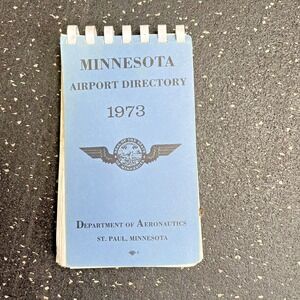 MINNESOTA
AIRPORT DIRECTORY
1973
DEPARTMENT OF AERONAUTICS
ST. PAUL, MINNESOTA